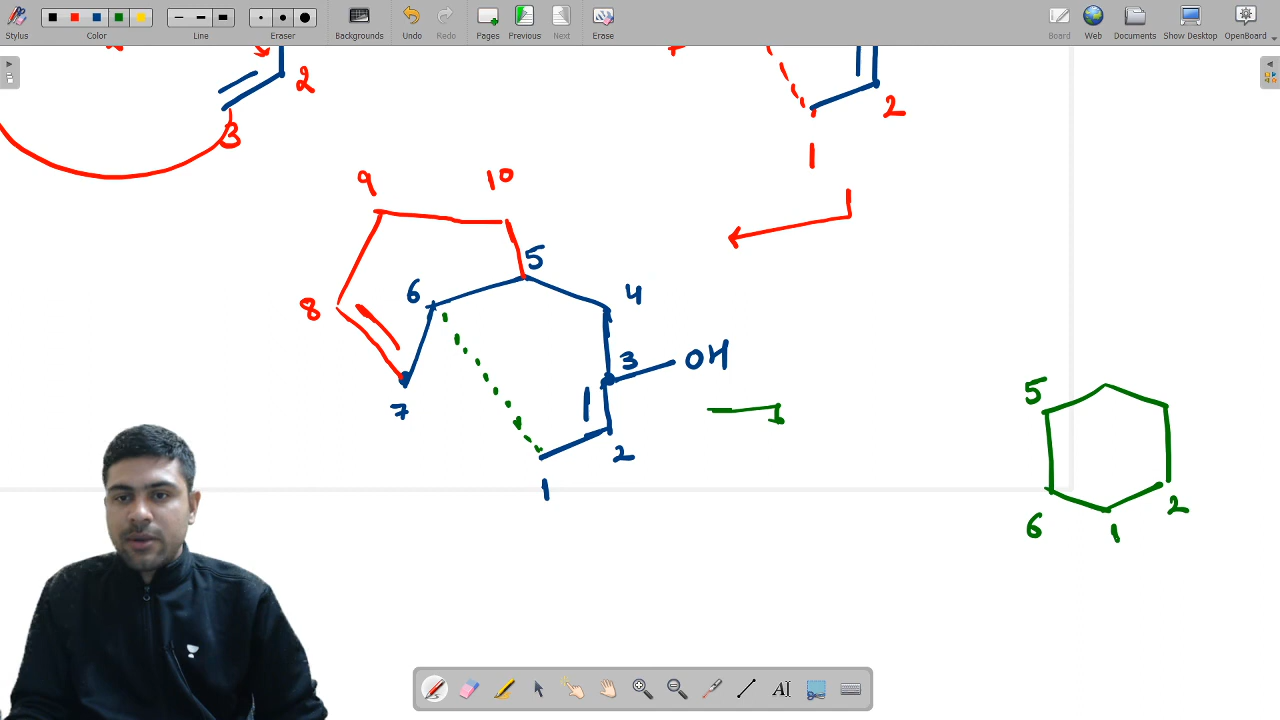 Stylus
Color
Line
Eraser
Backgrounds
Undo
Redo
Pages
Previous
Next
Erase
Board
Web
Documents
Show Desktop
OpenBoard
2
3
2
1
9
10
5
6
4
8
3
OH
7
2
1
5
6
1
2